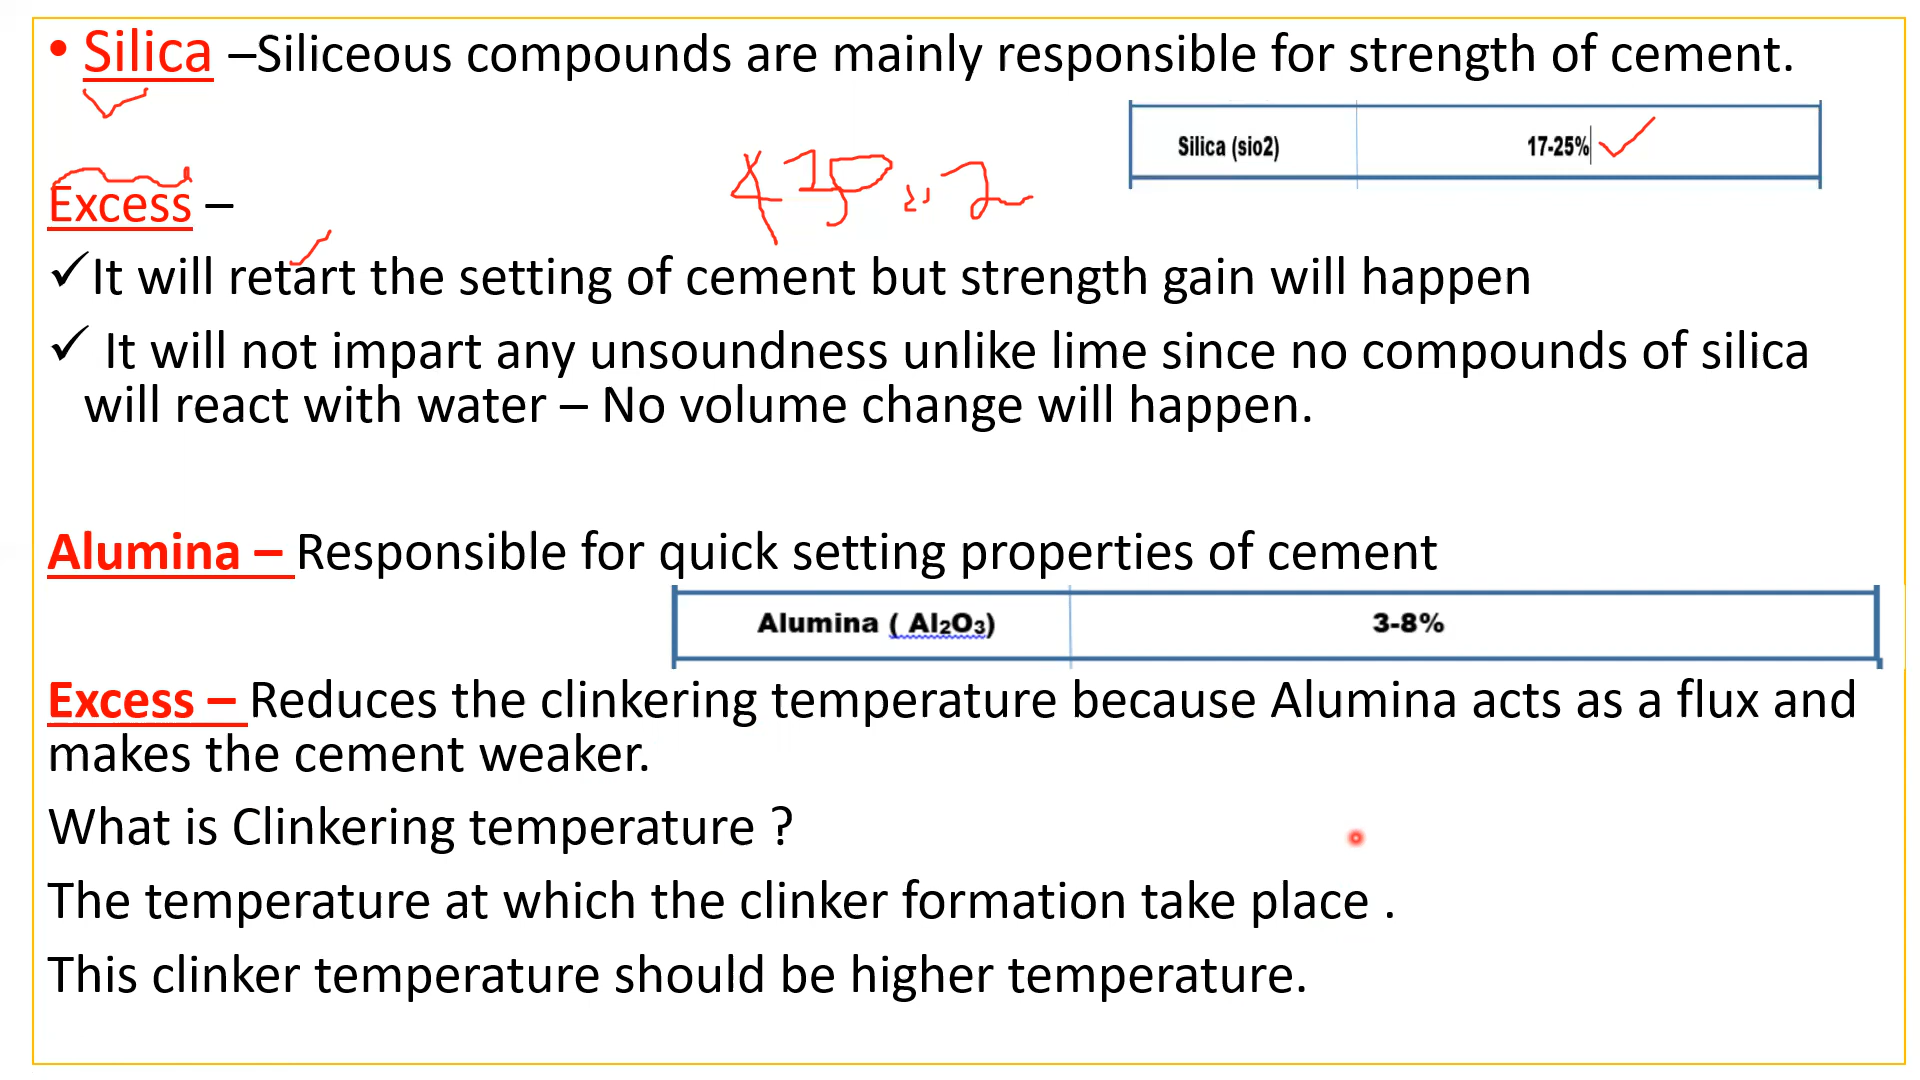 • Silica –Siliceous compounds are mainly responsible for strength of cement.
Silica (sio2) 17-25%
Excess –
✓It will retart the setting of cement but strength gain will happen
✓ It will not impart any unsoundness unlike lime since no compounds of silica
will react with water – No volume change will happen.
Alumina – Responsible for quick setting properties of cement
Alumina ( Al₂O₃) 3-8%
Excess – Reduces the clinkering temperature because Alumina acts as a flux and
makes the cement weaker.
What is Clinkering temperature ?
The temperature at which the clinker formation take place .
This clinker temperature should be higher temperature.